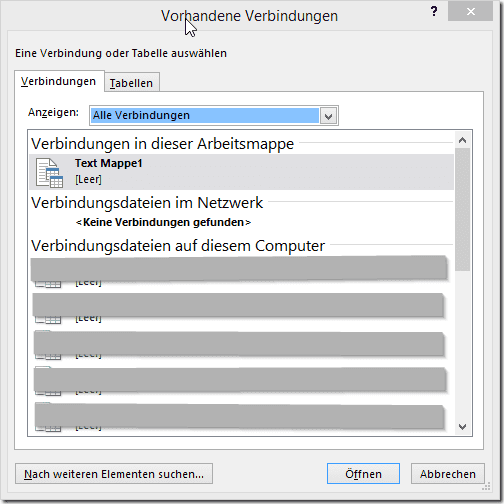 Vorhandene Verbindungen
?
Eine Verbindung oder Tabelle auswählen
Verbindungen Tabellen
Anzeigen: Alle Verbindungen
Verbindungen in dieser Arbeitsmappe
Text Mappe1
[Leer]
Verbindungsdateien im Netzwerk
<Keine Verbindungen gefunden>
Verbindungsdateien auf diesem Computer
[Leer]
[Leer]
[Leer]
[Leer]
[Leer]
Nach weiteren Elementen suchen... Öffnen Abbrechen